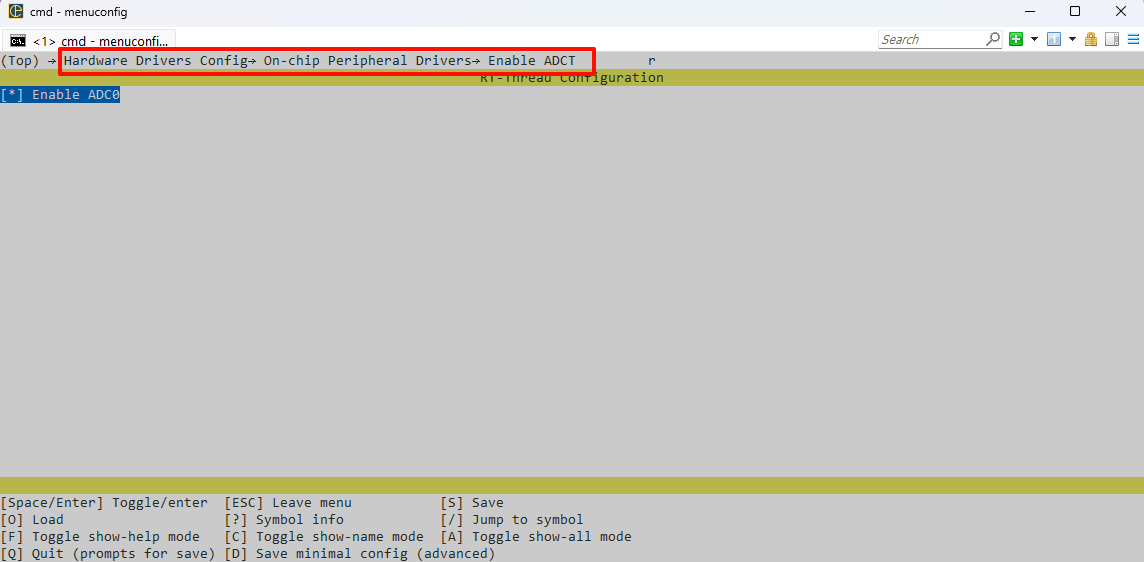 cmd - menuconfig
<1> cmd - menuconfi...
Search
(Top) → Hardware Drivers Config→ On-chip Peripheral Drivers→ Enable ADCT r
RT-Thread Configuration
[*] Enable ADC0
[Space/Enter] Toggle/enter [ESC] Leave menu [S] Save
[O] Load [?] Symbol info [/] Jump to symbol
[F] Toggle show-help mode [C] Toggle show-name mode [A] Toggle show-all mode
[Q] Quit (prompts for save) [D] Save minimal config (advanced)